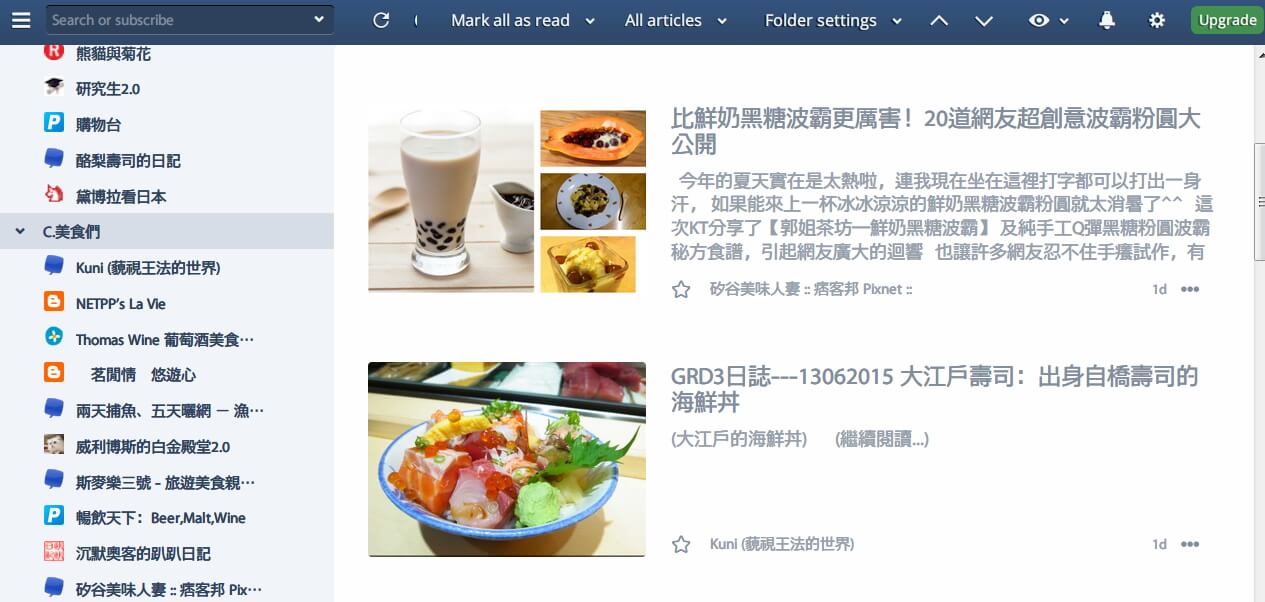 Search or subscribe
Mark all as read
All articles
Folder settings
Upgrade
熊貓與菊花
研究生2.0
購物台
酪梨壽司的日記
黛博拉看日本
C.美食們
Kuni (藐視王法的世界)
NETPP's La Vie
Thomas Wine 葡萄酒美食…
茗閒情　悠遊心
兩天捕魚、五天曬網 － 漁…
威利博斯的白金殿堂2.0
斯麥樂三號 - 旅遊美食親…
暢飲天下：Beer,Malt,Wine
沉默奧客的趴趴日記
矽谷美味人妻 :: 痞客邦 Pix…
比鮮奶黑糖波霸更厲害！20道網友超創意波霸粉圓大
公開
今年的夏天實在是太熱啦，連我現在坐在這裡打字都可以打出一身
汗， 如果能來上一杯冰冰涼涼的鮮奶黑糖波霸粉圓就太消暑了^^   這
次KT分享了【郭姐茶坊—鮮奶黑糖波霸】 及純手工Q彈黑糖粉圓波霸
秘方食譜，引起網友廣大的迴響   也讓許多網友忍不住手癢試作，有
矽谷美味人妻 :: 痞客邦 Pixnet ::
1d
GRD3日誌---13062015 大江戶壽司：出身自橋壽司的
海鮮丼
(大江戶的海鮮丼)      (繼續閱讀...)
Kuni (藐視王法的世界)
1d